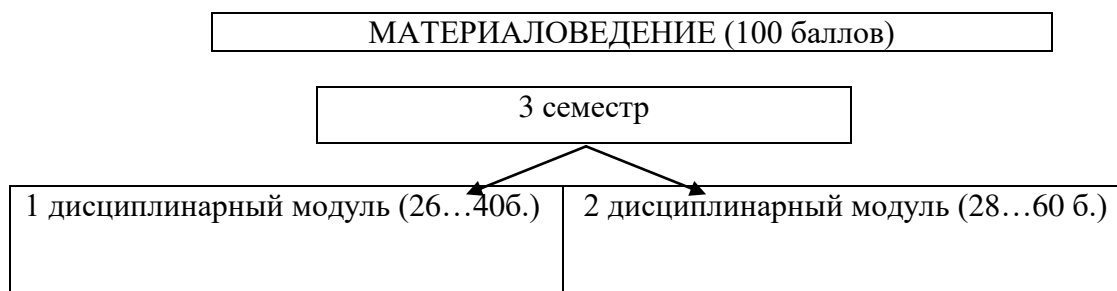 МАТЕРИАЛОВЕДЕНИЕ (100 баллов)
3 семестр
1 дисциплинарный модуль (26…40б.)
2 дисциплинарный модуль (28…60 б.)